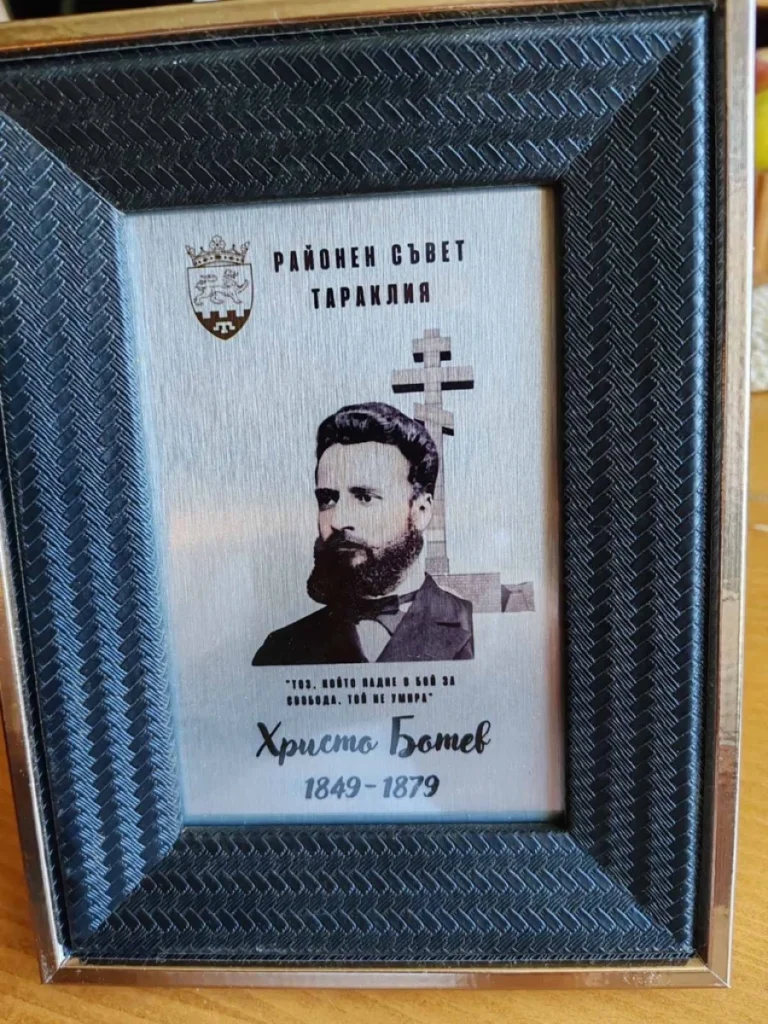 РАЙОНЕН СЪВЕТ
ТАРАКЛИЯ
"ТОЗ, КОЙТО ПАДНЕ В БОЙ ЗА
СВОБОДА, ТОЙ НЕ УМИРА"
Христо Ботев
1849-1879